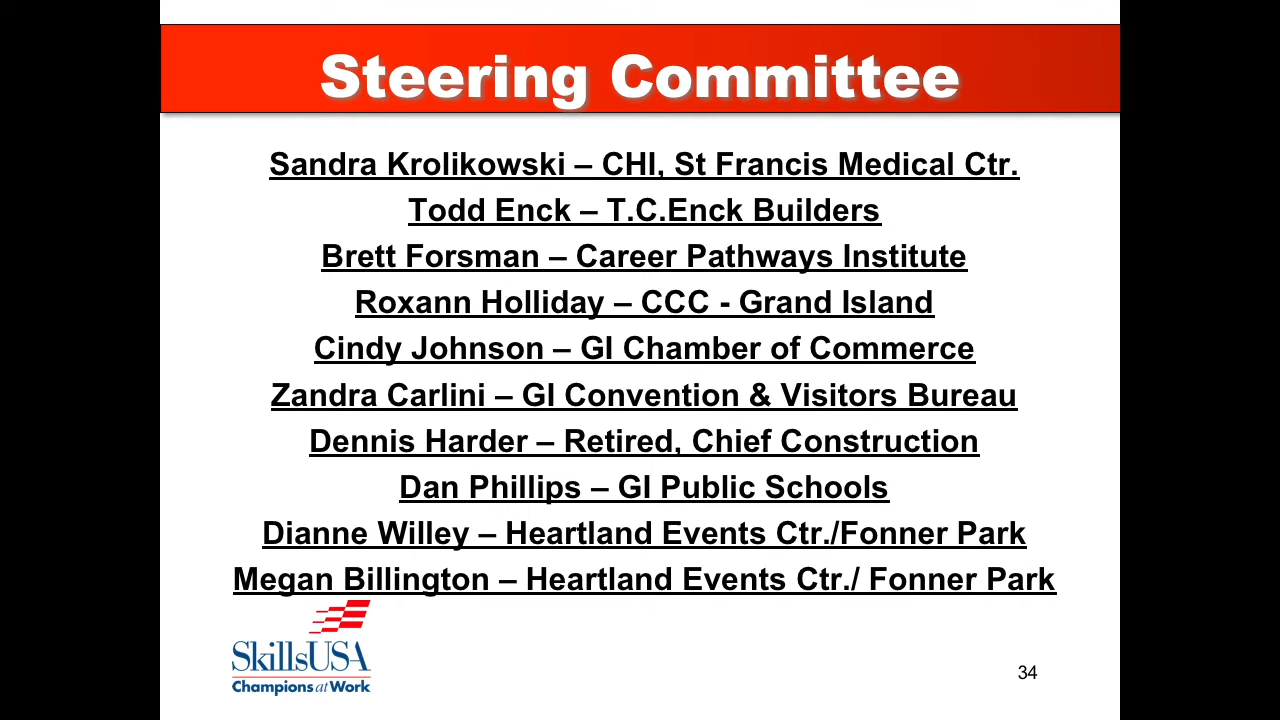 Steering Committee
Sandra Krolikowski – CHI, St Francis Medical Ctr.
Todd Enck – T.C.Enck Builders
Brett Forsman – Career Pathways Institute
Roxann Holliday – CCC - Grand Island
Cindy Johnson – GI Chamber of Commerce
Zandra Carlini – GI Convention & Visitors Bureau
Dennis Harder – Retired, Chief Construction
Dan Phillips – GI Public Schools
Dianne Willey – Heartland Events Ctr./Fonner Park
Megan Billington – Heartland Events Ctr./ Fonner Park
SkillsUSA
Champions at Work
34